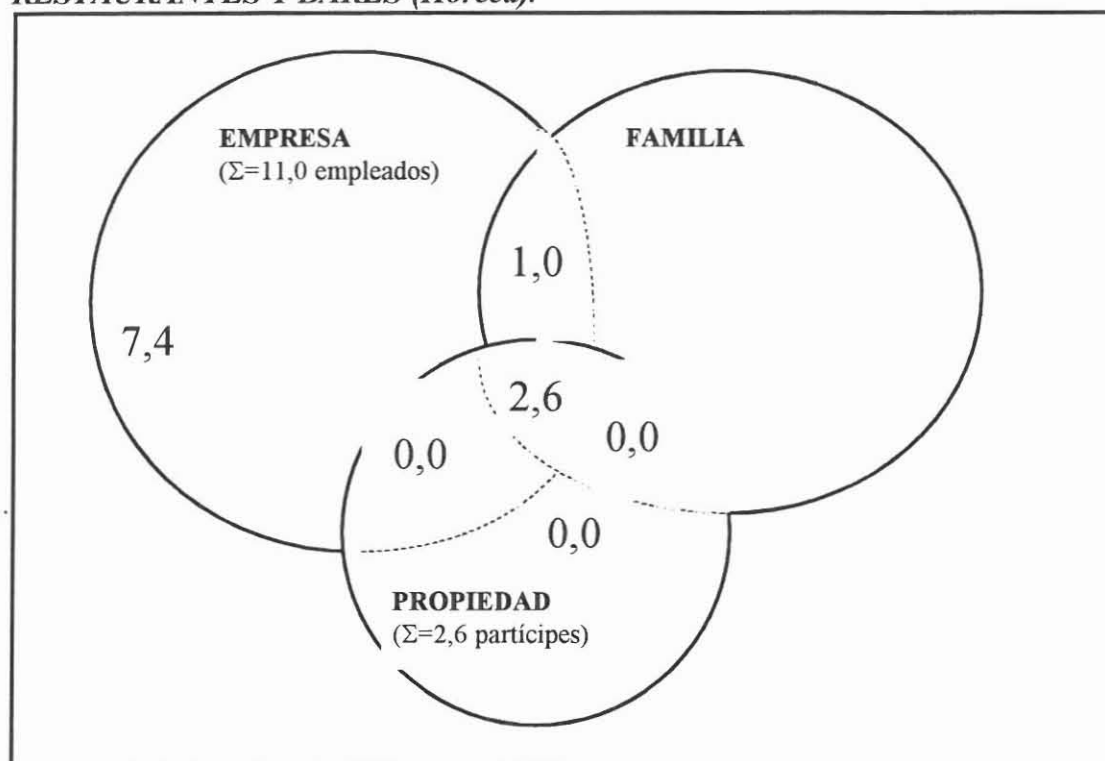 RESTAURANTES Y BARES (Horeca).
EMPRESA
(Σ=11,0 empleados)
FAMILIA
1,0
7,4
2,6
0,0
0,0
0,0
PROPIEDAD
(Σ=2,6 partícipes)